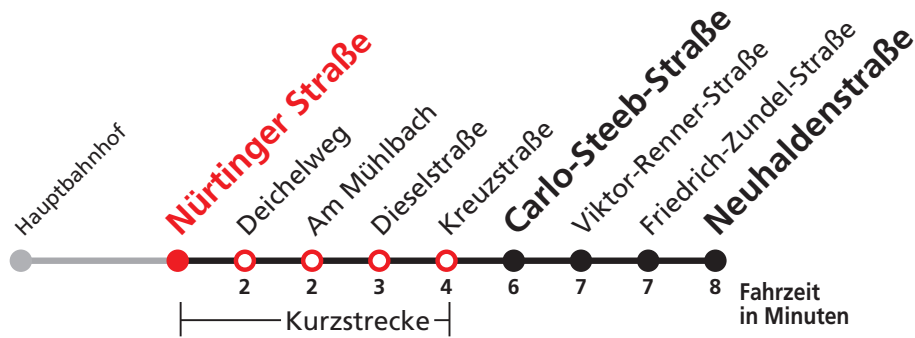 Hauptbahnhof
Nürtinger Straße
Deichelweg
Am Mühlbach
Dieselstraße
Kreuzstraße
Carlo-Steeb-Straße
Viktor-Renner-Straße
Friedrich-Zundel-Straße
Neuhaldenstraße
2 2 3 4 6 7 7 8 Fahrzeit
in Minuten
Kurzstrecke